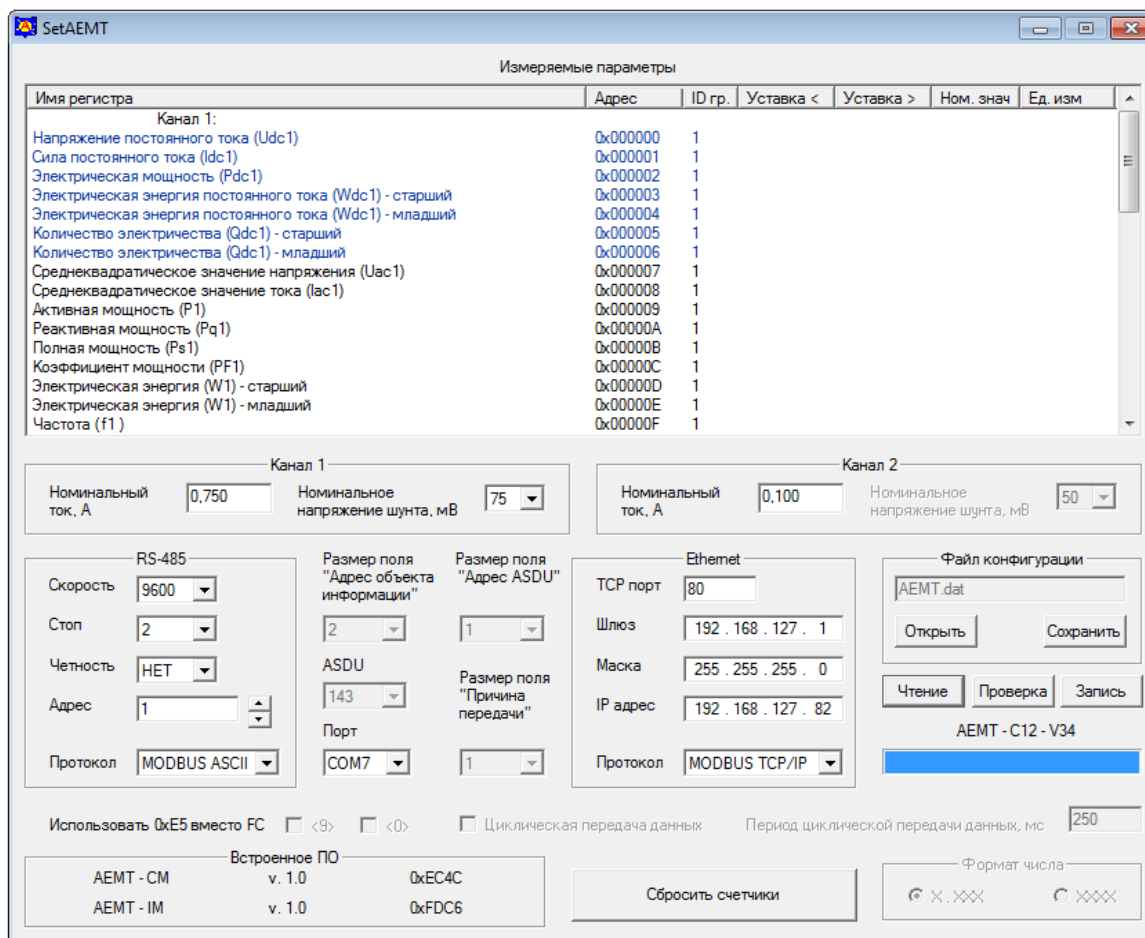 SetAEMT
Измеряемые параметры
Имя регистра Адрес ID гр. Уставка < Уставка > Ном. знач Ед. изм
Канал 1:
Напряжение постоянного тока (Udc1) 0x000000 1
Сила постоянного тока (Idc1) 0x000001 1
Электрическая мощность (Pdc1) 0x000002 1
Электрическая энергия постоянного тока (Wdc1) - старший 0x000003 1
Электрическая энергия постоянного тока (Wdc1) - младший 0x000004 1
Количество электричества (Qdc1) - старший 0x000005 1
Количество электричества (Qdc1) - младший 0x000006 1
Среднеквадратическое значение напряжения (Uac1) 0x000007 1
Среднеквадратическое значение тока (Iac1) 0x000008 1
Активная мощность (P1) 0x000009 1
Реактивная мощность (Pq1) 0x00000A 1
Полная мощность (Ps1) 0x00000B 1
Коэффициент мощности (PF1) 0x00000C 1
Электрическая энергия (W1) - старший 0x00000D 1
Электрическая энергия (W1) - младший 0x00000E 1
Частота (f1 ) 0x00000F 1
Канал 1
Номинальный ток, А 0,750 Номинальное напряжение шунта, мВ 75
Канал 2
Номинальный ток, А 0,100 Номинальное напряжение шунта, мВ 50
RS-485
Скорость 9600
Стоп 2
Четность НЕТ
Адрес 1
Протокол MODBUS ASCII
Размер поля
"Адрес объекта
информации"
2
ASDU
143
Порт
COM7
Размер поля
"Адрес ASDU"
1
Размер поля
"Причина
передачи"
1
Ethernet
TCP порт 80
Шлюз 192 . 168 . 127 . 1
Маска 255 . 255 . 255 . 0
IP адрес 192 . 168 . 127 . 82
Протокол MODBUS TCP/IP
Файл конфигурации
AEMT.dat
Открыть Сохранить
Чтение Проверка Запись
AEMT - C12 - V34
Использовать 0xE5 вместо FC <9> <0> Циклическая передача данных Период циклической передачи данных, мс 250
Встроенное ПО
AEMT - CM v. 1.0 0xEC4C
AEMT - IM v. 1.0 0xFDC6
Сбросить счетчики
Формат числа
X.XXX XXXX